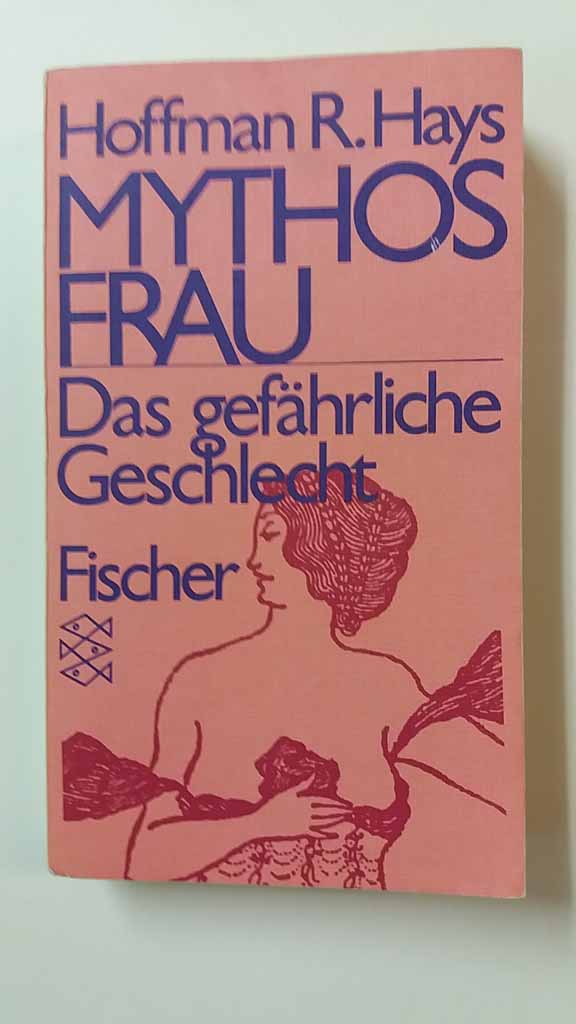 Hoffman R. Hays
MYTHOS
FRAU
Das gefährliche
Geschlecht
Fischer